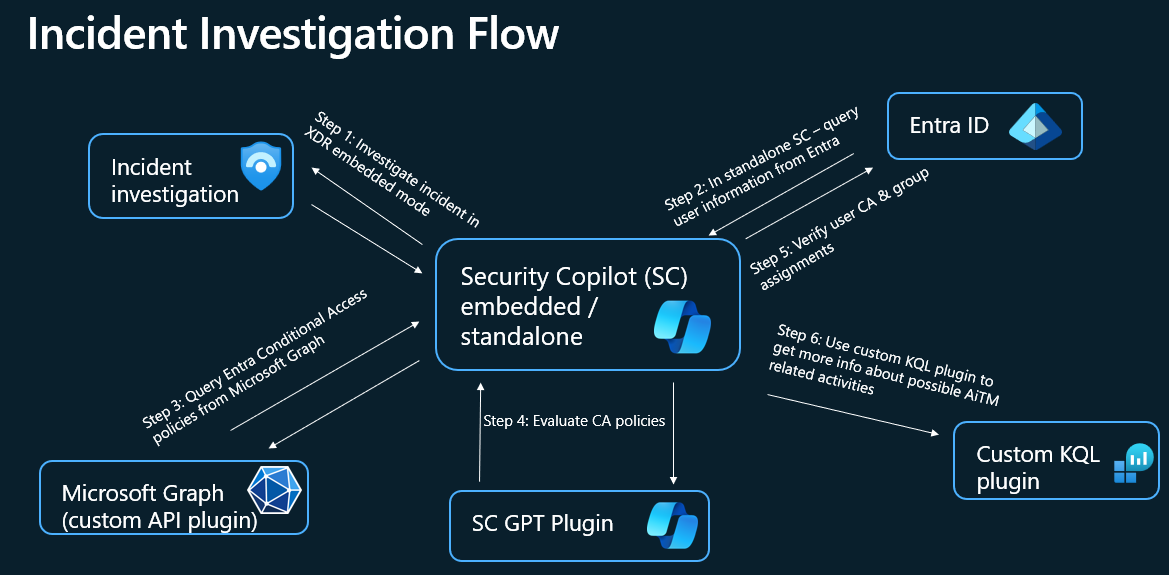 Incident Investigation Flow
Incident
investigation
Step 1: Investigate incident in
XDR embedded mode
Step 2: In standalone SC – query
user information from Entra
Entra ID
Step 5: Verify user CA & group
assignments
Security Copilot (SC)
embedded /
standalone
Step 3: Query Entra Conditional Access
policies from Microsoft Graph
Step 4: Evaluate CA policies
Step 6: Use custom KQL plugin to
get more info about possible AiTM
related activities
Microsoft Graph
(custom API plugin)
SC GPT Plugin
Custom KQL
plugin